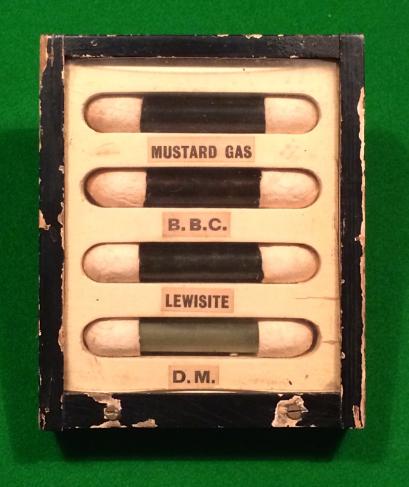 MUSTARD GAS
B. B. C.
LEWISITE
D. M.